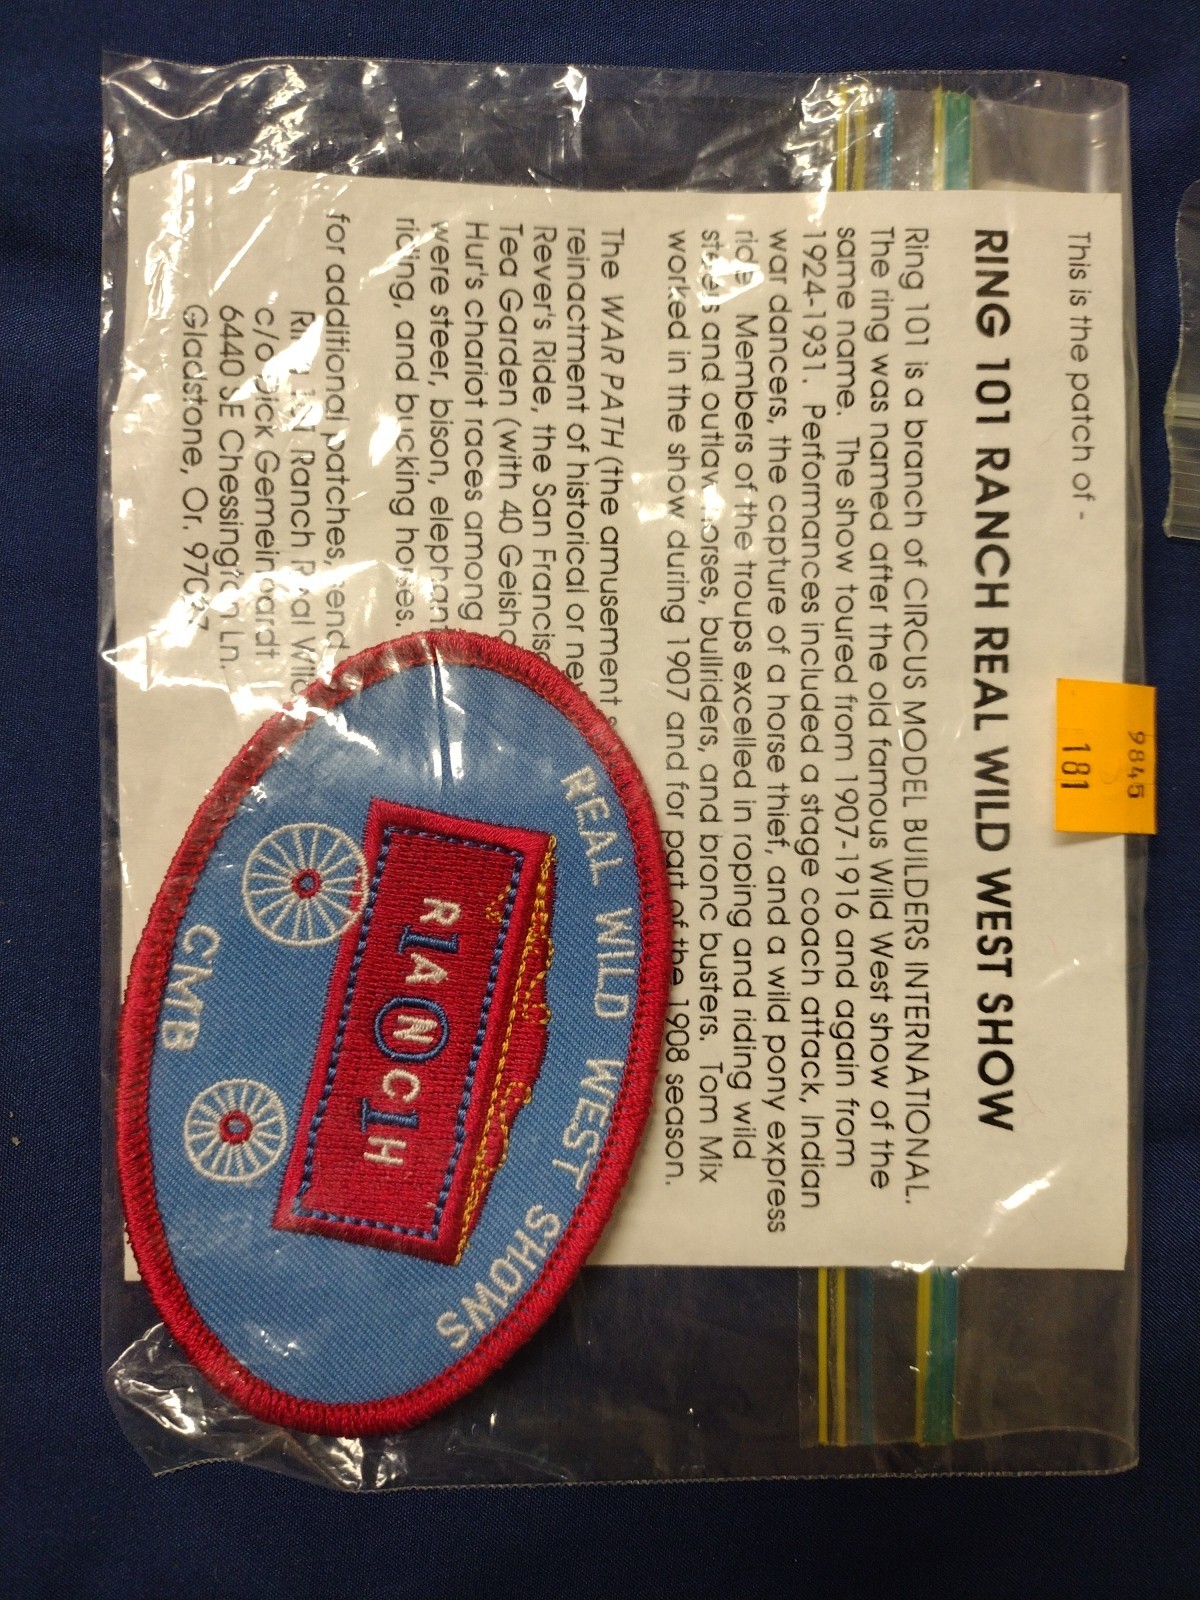 This is the patch of -
9845
181
RING 101 RANCH REAL WILD WEST SHOW
Ring 101 is a branch of CIRCUS MODEL BUILDERS INTERNATIONAL.
The ring was named after the old famous Wild West show of the
same name. The show toured from 1907-1916 and again from
1924-1931. Performances included a stage coach attack, Indian
war dancers, the capture of a horse thief, and a wild pony express
ride. Members of the troups excelled in roping and riding wild
steers and outlaw horses, bullriders, and bronc busters. Tom Mix
worked in the show during 1907 and for part of the 1908 season.
The WAR PATH (the amusement
reinactment of historical or
Rever's Ride, the San
Tea Garden (with 40
Hur's chariot races among
were steer, bison,
riding, and bucking horses.
for additional patches, send
Ranch Real
c/o Dick
6440 SE Chessington Ln.
Gladstone, Or.
REAL WILD WEST SHOWS
RANCH
101
CMB